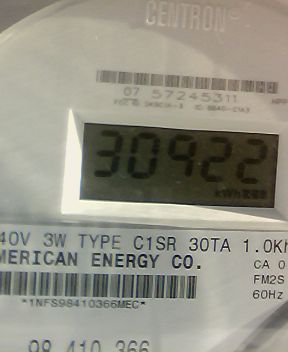 CENTRON
07 57245311
30922
kWh
40V 3W TYPE C1SR 30TA 1.0Kh
MERICAN ENERGY CO.
CA 0
FM2S
60Hz
*1NFS98410366MEC*
98 410 366